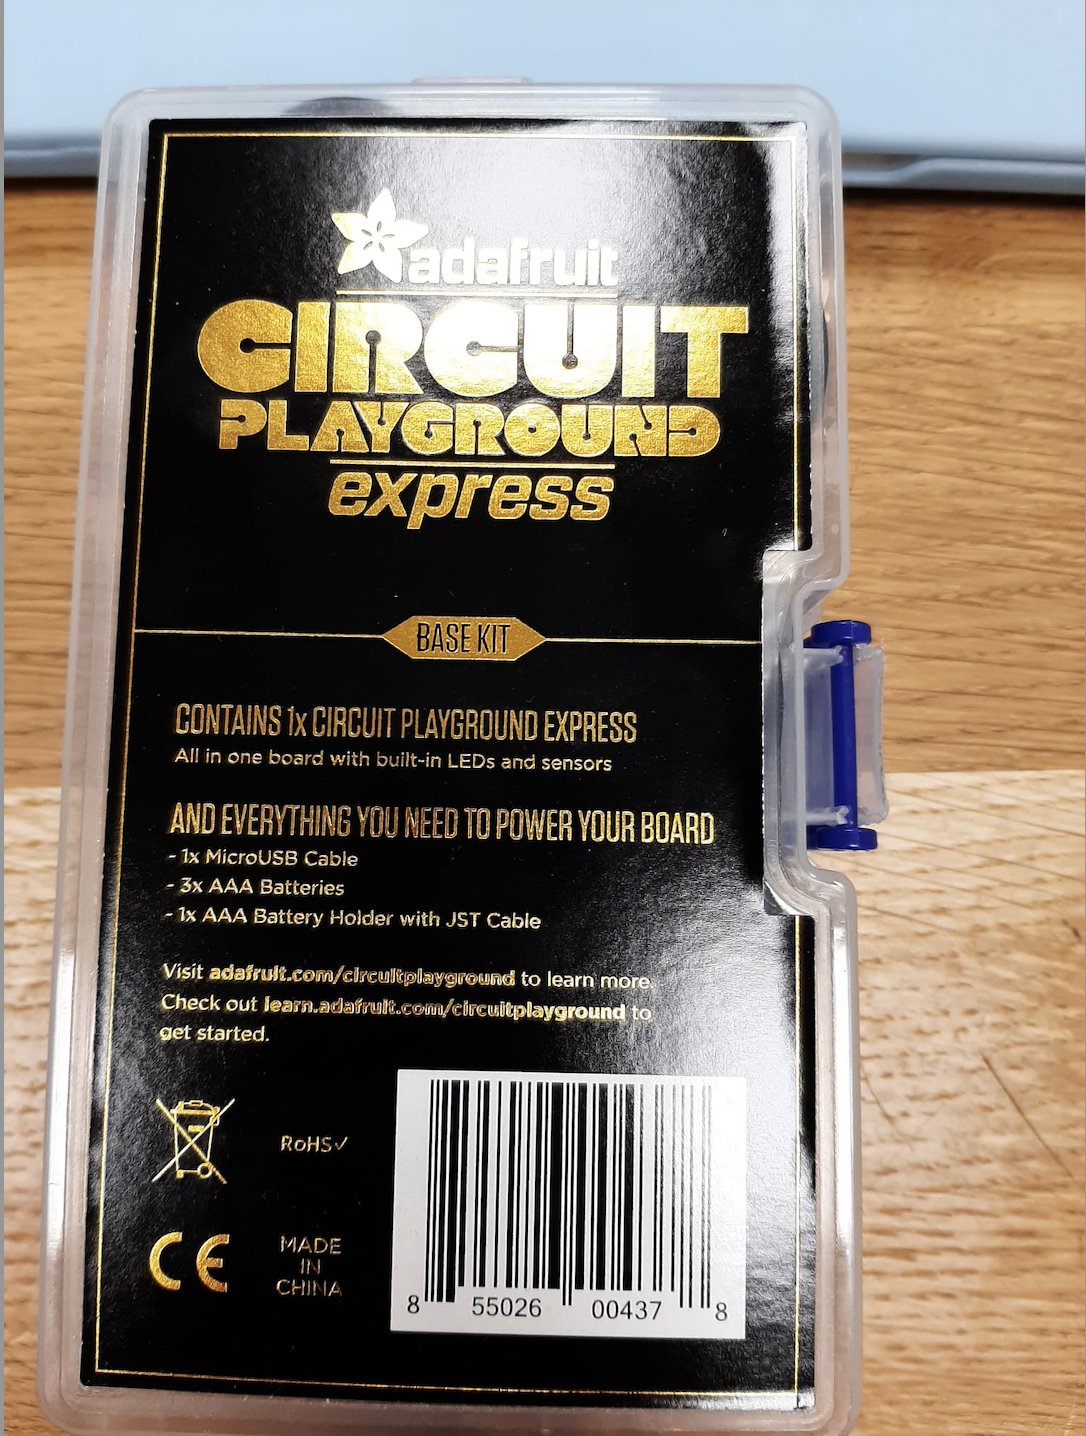 adafruit
CIRCUIT
PLAYGROUND
express
BASE KIT
CONTAINS 1x CIRCUIT PLAYGROUND EXPRESS
All in one board with built-in LEDs and sensors
AND EVERYTHING YOU NEED TO POWER YOUR BOARD
- 1x MicroUSB Cable
- 3x AAA Batteries
- 1x AAA Battery Holder with JST Cable
Visit adafruit.com/circuitplayground to learn more.
Check out learn.adafruit.com/circuitplayground to
get started.
RoHS✓
CE
MADE
IN
CHINA
8 55026 00437 8